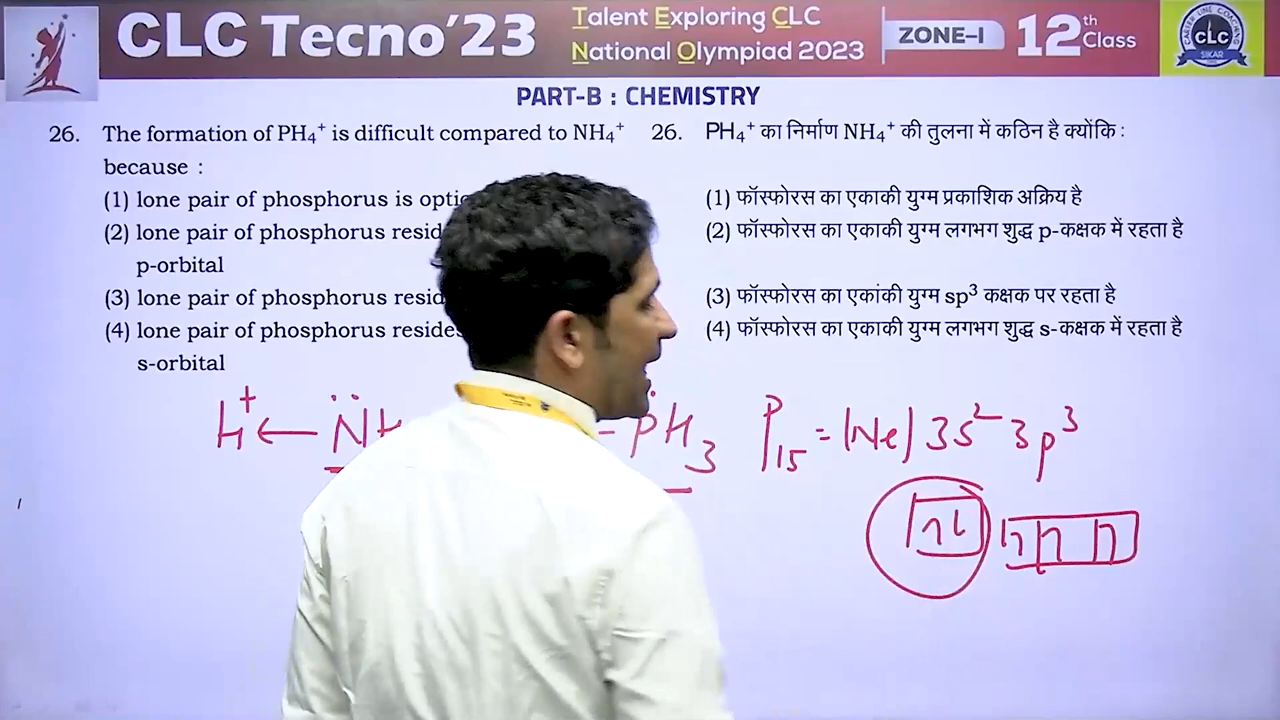 CLC Tecno’23
Talent Exploring CLC
National Olympiad 2023
ZONE–I
12th Class
CLC
SIKAR
PART-B : CHEMISTRY
26. The formation of PH₄⁺ is difficult compared to NH₄⁺
because :
(1) lone pair of phosphorus is
(2) lone pair of phosphorus
p-orbital
(3) lone pair of phosphorus
(4) lone pair of phosphorus
s-orbital
26. PH₄⁺ का निर्माण NH₄⁺ की तुलना में कठिन है क्योंकि :
(1) फॉस्फोरस का एकाकी युग्म प्रकाशिक अक्रिय है
(2) फॉस्फोरस का एकाकी युग्म लगभग शुद्ध p-कक्षक में रहता है
(3) फॉस्फोरस का एकांकी युग्म sp³ कक्षक पर रहता है
(4) फॉस्फोरस का एकाकी युग्म लगभग शुद्ध s-कक्षक में रहता है
H⁺ ← N̈H
PH₃
P₁₅ = (Ne) 3s² 3p³